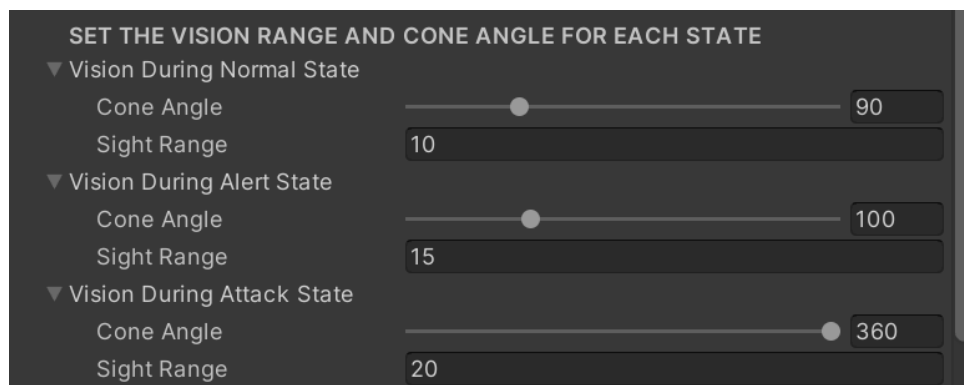 SET THE VISION RANGE AND CONE ANGLE FOR EACH STATE
Vision During Normal State
Cone Angle 90
Sight Range 10
Vision During Alert State
Cone Angle 100
Sight Range 15
Vision During Attack State
Cone Angle 360
Sight Range 20